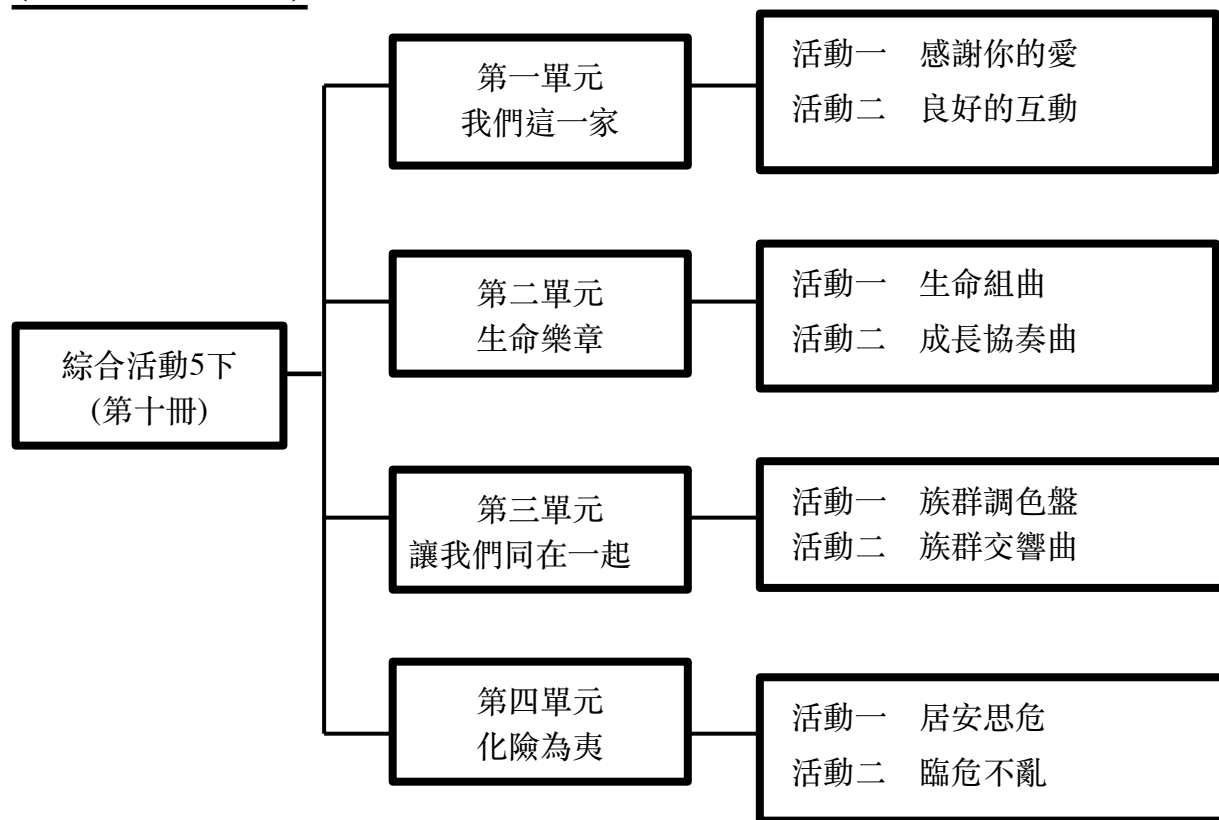 綜合活動5下
(第十冊)
第一單元
我們這一家
活動一 感謝你的愛
活動二 良好的互動
第二單元
生命樂章
活動一 生命組曲
活動二 成長協奏曲
第三單元
讓我們同在一起
活動一 族群調色盤
活動二 族群交響曲
第四單元
化險為夷
活動一 居安思危
活動二 臨危不亂